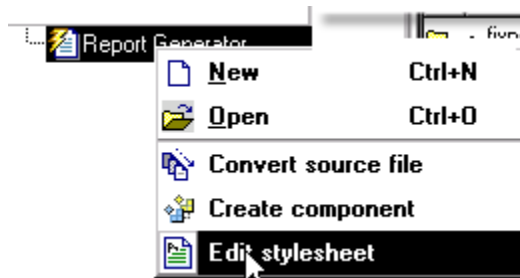 Report Generator
New Ctrl+N
Open Ctrl+O
Convert source file
Create component
Edit stylesheet